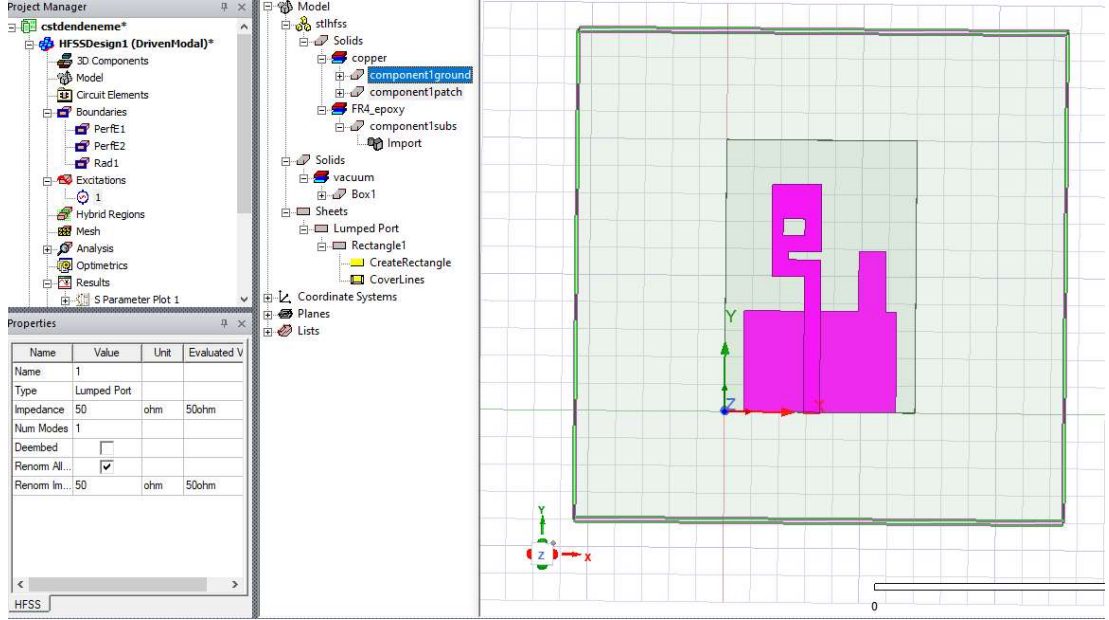 Project Manager
cstdendeneme*
HFSSDesign1 (DrivenModal)*
3D Components
Model
Circuit Elements
Boundaries
PerfE1
PerfE2
Rad1
Excitations
1
Hybrid Regions
Mesh
Analysis
Optimetrics
Results
S Parameter Plot 1
Properties
Name Value Unit Evaluated V
Name 1
Type Lumped Port
Impedance 50 ohm 50ohm
Num Modes 1
Deembed
Renorm All...
Renorm Im... 50 ohm 50ohm
HFSS
Model
stlhfss
Solids
copper
component1ground
component1patch
FR4_epoxy
component1subs
Import
Solids
vacuum
Box1
Sheets
Lumped Port
Rectangle1
CreateRectangle
CoverLines
Coordinate Systems
Planes
Lists
Y
Z
X
Y
Z
X
0